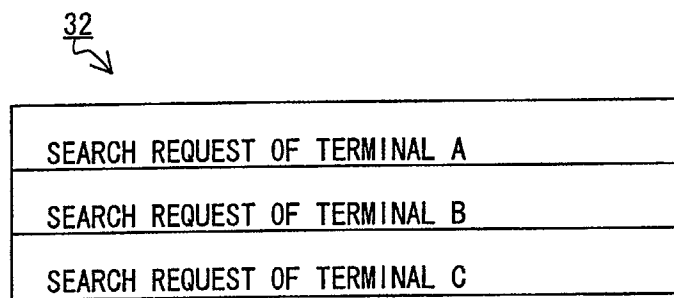 32
SEARCH REQUEST OF TERMINAL A
SEARCH REQUEST OF TERMINAL B
SEARCH REQUEST OF TERMINAL C